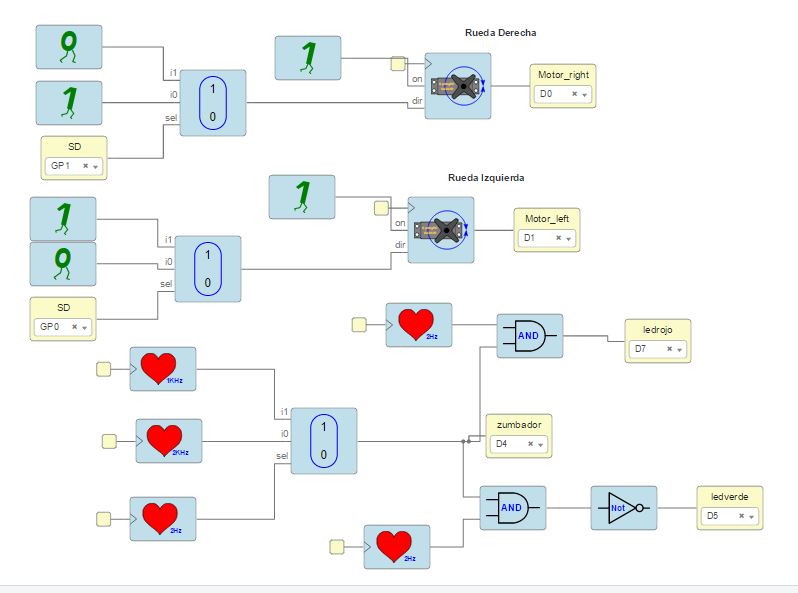 Rueda Derecha
0
1
i1
i0
sel
1
0
1
on
dir
Motor_right
D0
SD
GP1
Rueda Izquierda
1
0
i1
i0
sel
1
0
1
on
dir
Motor_left
D1
SD
GP0
2Hz
AND
ledrojo
D7
1KHz
2KHz
2Hz
i1
i0
sel
1
0
zumbador
D4
2Hz
AND
Not
ledverde
D5